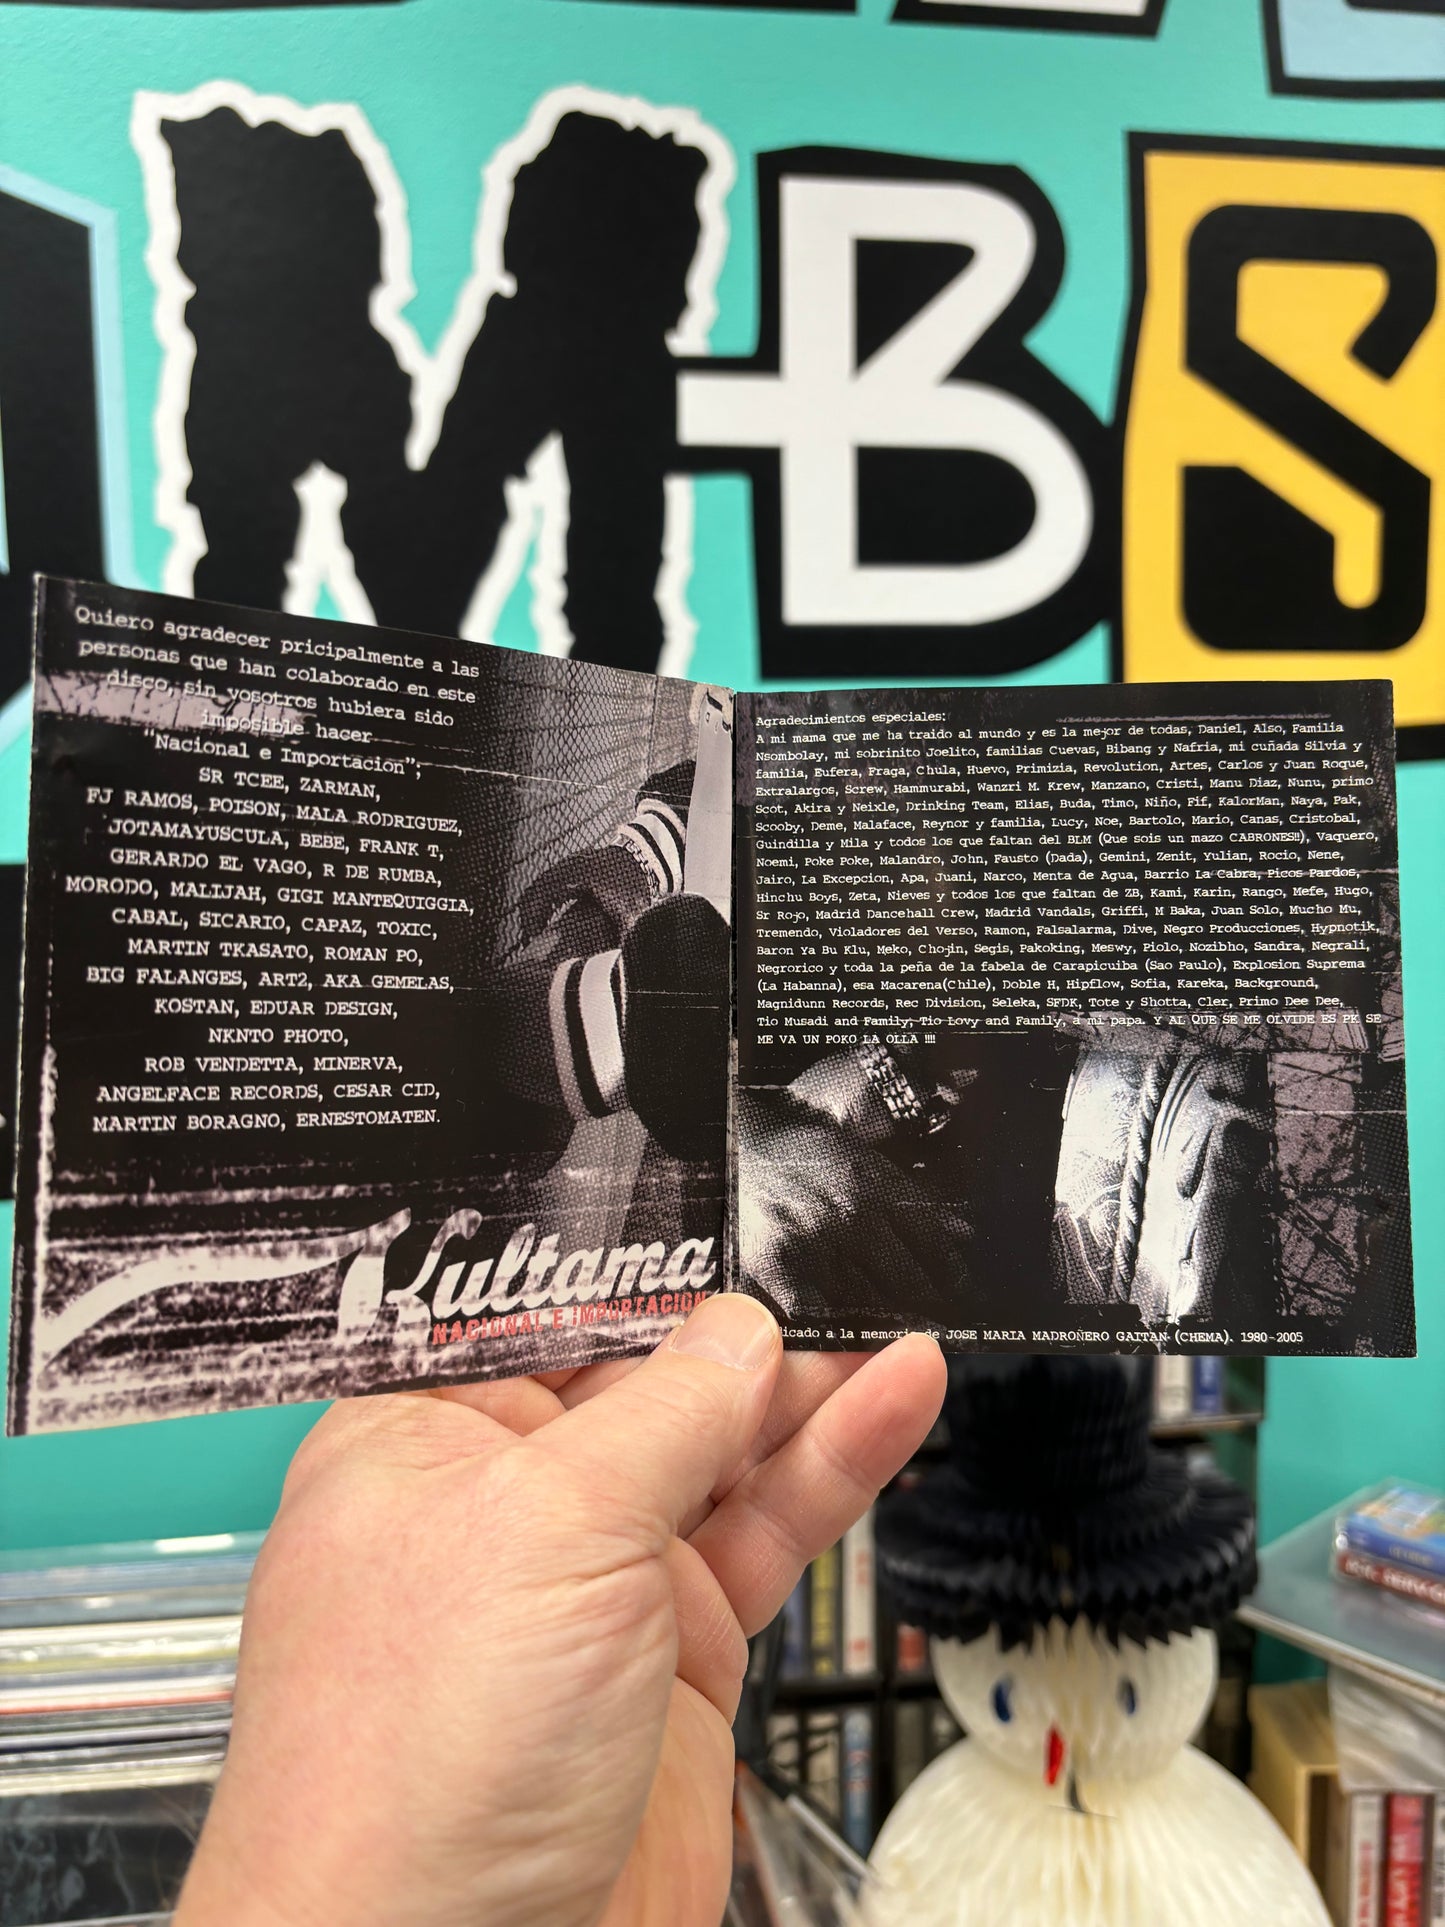 MBS
Quiero agradecer pricipalmente a las
personas que han colaborado en este
disco, sin vosotros hubiera sido
imposible hacer
"Nacional e Importacion";
SR TCEE, ZARMAN,
FJ RAMOS, POISON, MALA RODRIGUEZ,
JOTAMAYUSCULA, BEBE, FRANK T,
GERARDO EL VAGO, R DE RUMBA,
MORODO, MALIJAH, GIGI MANTEQUIGGIA,
CABAL, SICARIO, CAPAZ, TOXIC,
MARTIN TKASATO, ROMAN PO,
BIG FALANGES, ART2, AKA GEMELAS,
KOSTAN, EDUAR DESIGN,
NKNTO PHOTO,
ROB VENDETTA, MINERVA,
ANGELFACE RECORDS, CESAR CID,
MARTIN BORAGNO, ERNESTOMATEN.
Kultama
NACIONAL E IMPORTACION
Agradecimientos especiales:
A mi mama que me ha traido al mundo y es la mejor de todas, Daniel, Also, Familia
Nsombolay, mi sobrinito Joelito, familias Cuevas, Bibang y Nafria, mi cuñada Silvia y
familia, Eufera, Fraga, Chula, Huevo, Primizia, Revolution, Artes, Carlos y Juan Roque,
Extralargos, Screw, Hammurabi, Wanzri M. Krew, Manzano, Cristi, Manu Diaz, Nunu, primo
Scot, Akira y Neixle, Drinking Team, Elias, Buda, Timo, Niño, Fif, KalorMan, Naya, Pak,
Scooby, Deme, Malaface, Reynor y familia, Lucy, Noe, Bartolo, Mario, Canas, Cristobal,
Guindilla y Mila y todos los que faltan del BLM (Que sois un mazo CABRONES!!), Vaquero,
Noemi, Poke Poke, Malandro, John, Fausto (Dada), Gemini, Zenit, Yulian, Rocio, Nene,
Jairo, La Excepcion, Apa, Juani, Narco, Menta de Agua, Barrio La Cabra, Picos Pardos,
Hinchu Boys, Zeta, Nieves y todos los que faltan de ZB, Kami, Karin, Rango, Mefe, Hugo,
Sr Rojo, Madrid Dancehall Crew, Madrid Vandals, Griffi, M Baka, Juan Solo, Mucho Mu,
Tremendo, Violadores del Verso, Ramon, Falsalarma, Dive, Negro Producciones, Hypnotik,
Baron Ya Bu Klu, Meko, Chojin, Segis, Pakoking, Meswy, Piolo, Nozibho, Sandra, Negrali,
Negrorico y toda la peña de la fabela de Carapicuiba (Sao Paulo), Explosion Suprema
(La Habanna), esa Macarena(Chile), Doble H, Hipflow, Sofia, Kareka, Background,
Magnidunn Records, Rec Division, Seleka, SFDK, Tote y Shotta, Cler, Primo Dee Dee,
Tio Musadi and Family, Tio Lovy and Family, a mi papa. Y AL QUE SE ME OLVIDE ES PK SE
ME VA UN POKO LA OLLA !!!!
icado a la memoria de JOSE MARIA MADROÑERO GAITAN (CHEMA). 1980-2005